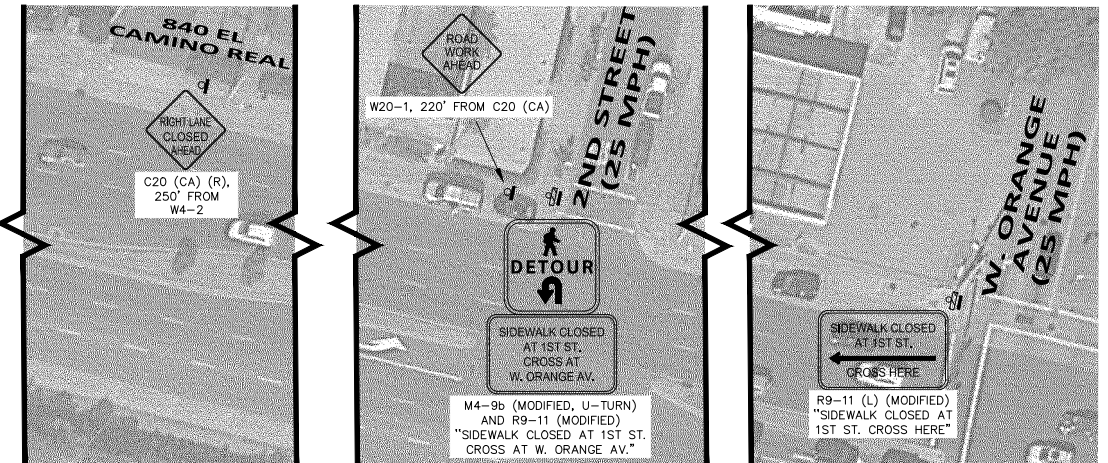 840 EL
CAMINO REAL
RIGHT LANE
CLOSED
AHEAD
C20 (CA) (R),
250' FROM
W4-2
ROAD
WORK
AHEAD
W20-1, 220' FROM C20 (CA)
2ND STREET
(25 MPH)
DETOUR
SIDEWALK CLOSED
AT 1ST ST.
CROSS AT
W. ORANGE AV.
M4-9b (MODIFIED, U-TURN)
AND R9-11 (MODIFIED)
"SIDEWALK CLOSED AT 1ST ST.
CROSS AT W. ORANGE AV."
W. ORANGE
AVENUE
(25 MPH)
SIDEWALK CLOSED
AT 1ST ST.
CROSS HERE
R9-11 (L) (MODIFIED)
"SIDEWALK CLOSED AT
1ST ST. CROSS HERE"